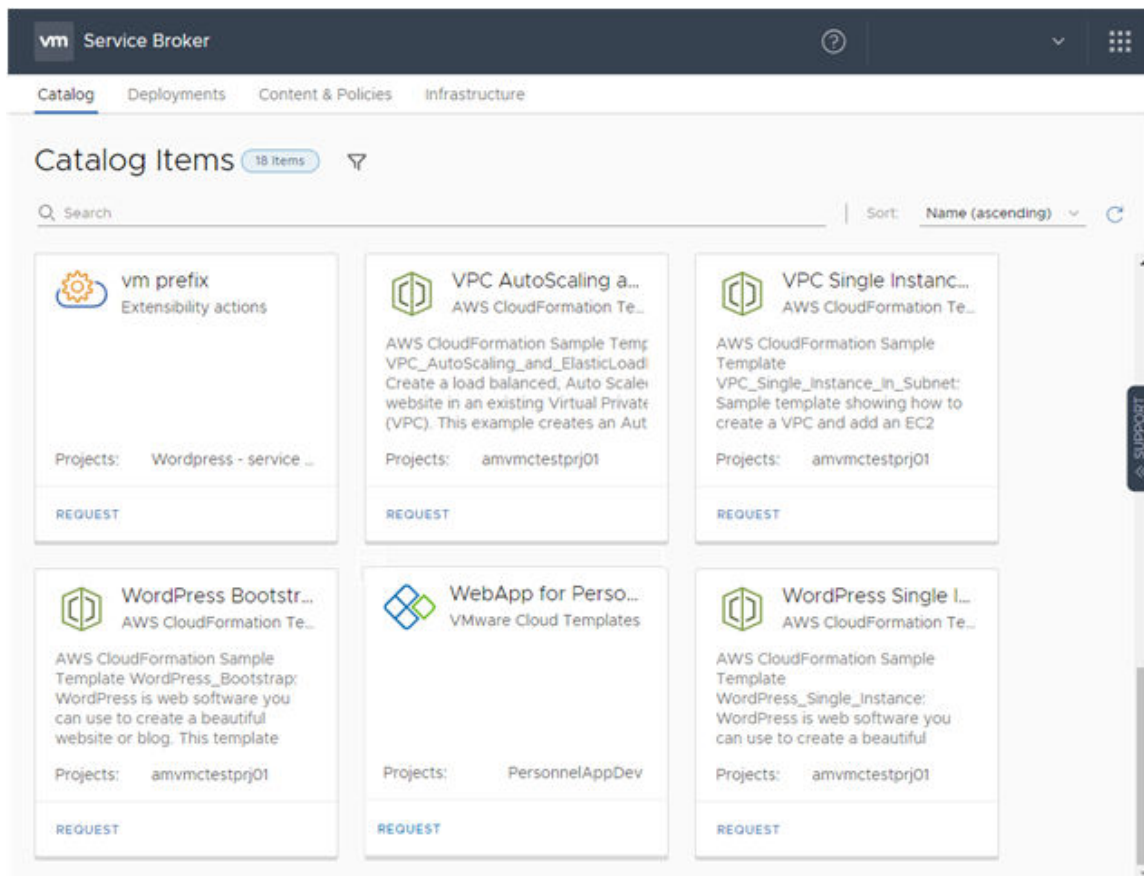 vm Service Broker
Catalog Deployments Content & Policies Infrastructure
Catalog Items 18 items
Search Sort: Name (ascending)
vm prefix
Extensibility actions
Projects: Wordpress - service ...
REQUEST
VPC AutoScaling a...
AWS CloudFormation Te...
AWS CloudFormation Sample Temp
VPC_AutoScaling_and_ElasticLoadl
Create a load balanced, Auto Scale
website in an existing Virtual Private
(VPC). This example creates an Aut
Projects: amvmctestprj01
REQUEST
VPC Single Instanc...
AWS CloudFormation Te...
AWS CloudFormation Sample
Template
VPC_Single_Instance_In_Subnet:
Sample template showing how to
create a VPC and add an EC2
Projects: amvmctestprj01
REQUEST
SUPPORT
WordPress Bootstr...
AWS CloudFormation Te...
AWS CloudFormation Sample
Template WordPress_Bootstrap:
WordPress is web software you
can use to create a beautiful
website or blog. This template
Projects: amvmctestprj01
REQUEST
WebApp for Perso...
VMware Cloud Templates
Projects: PersonnelAppDev
REQUEST
WordPress Single I...
AWS CloudFormation Te...
AWS CloudFormation Sample
Template
WordPress_Single_Instance:
WordPress is web software you
can use to create a beautiful
Projects: amvmctestprj01
REQUEST